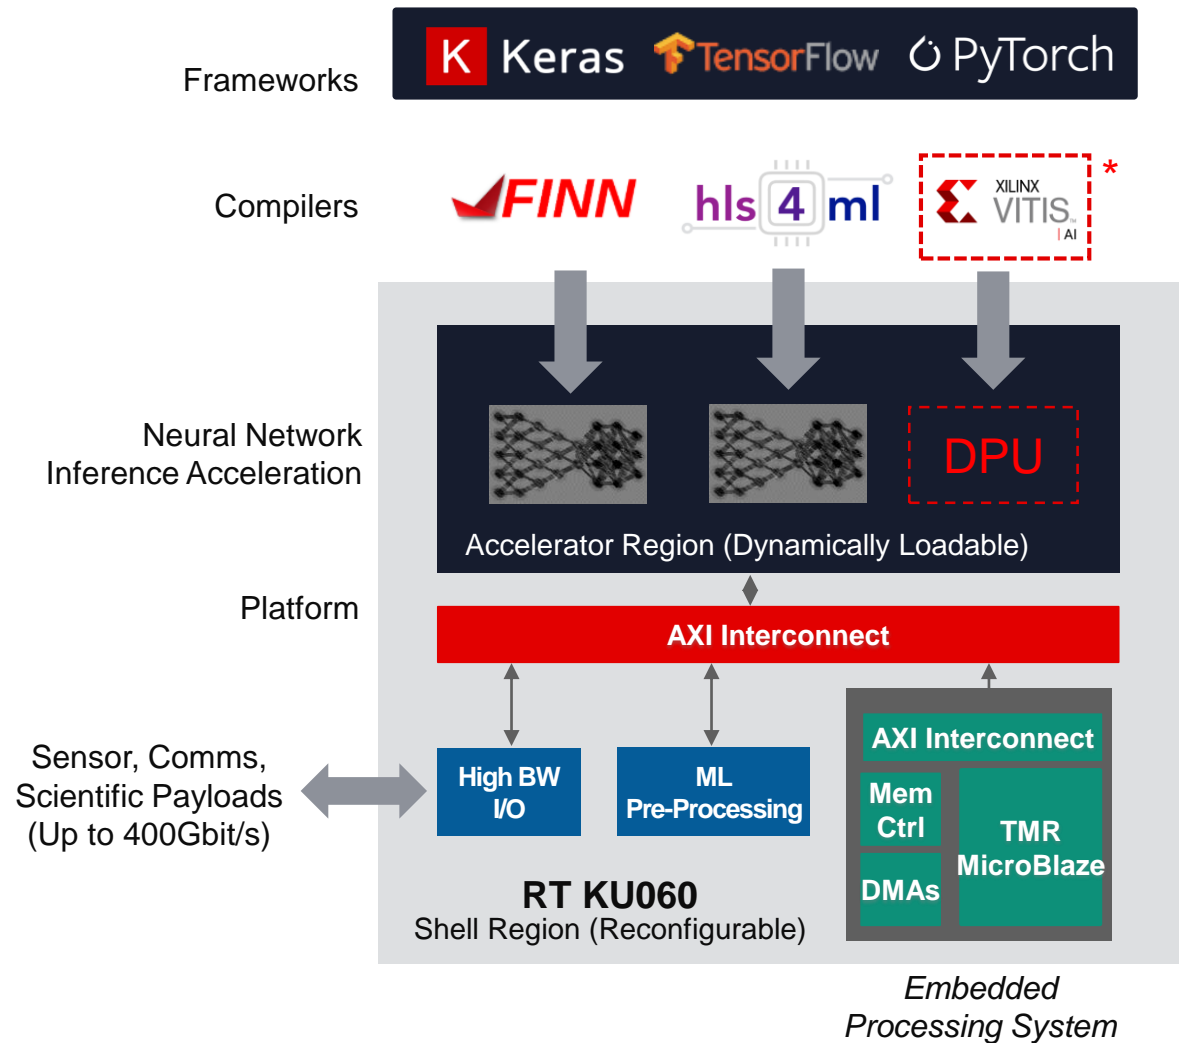 Frameworks
K Keras TensorFlow PyTorch
Compilers
FINN
hls 4 ml
XILINX
VITIS™
| AI
*
Neural Network
Inference Acceleration
DPU
Accelerator Region (Dynamically Loadable)
Platform
AXI Interconnect
Sensor, Comms,
Scientific Payloads
(Up to 400Gbit/s)
High BW
I/O
ML
Pre-Processing
AXI Interconnect
Mem
Ctrl
DMAs
TMR
MicroBlaze
RT KU060
Shell Region (Reconfigurable)
Embedded
Processing System